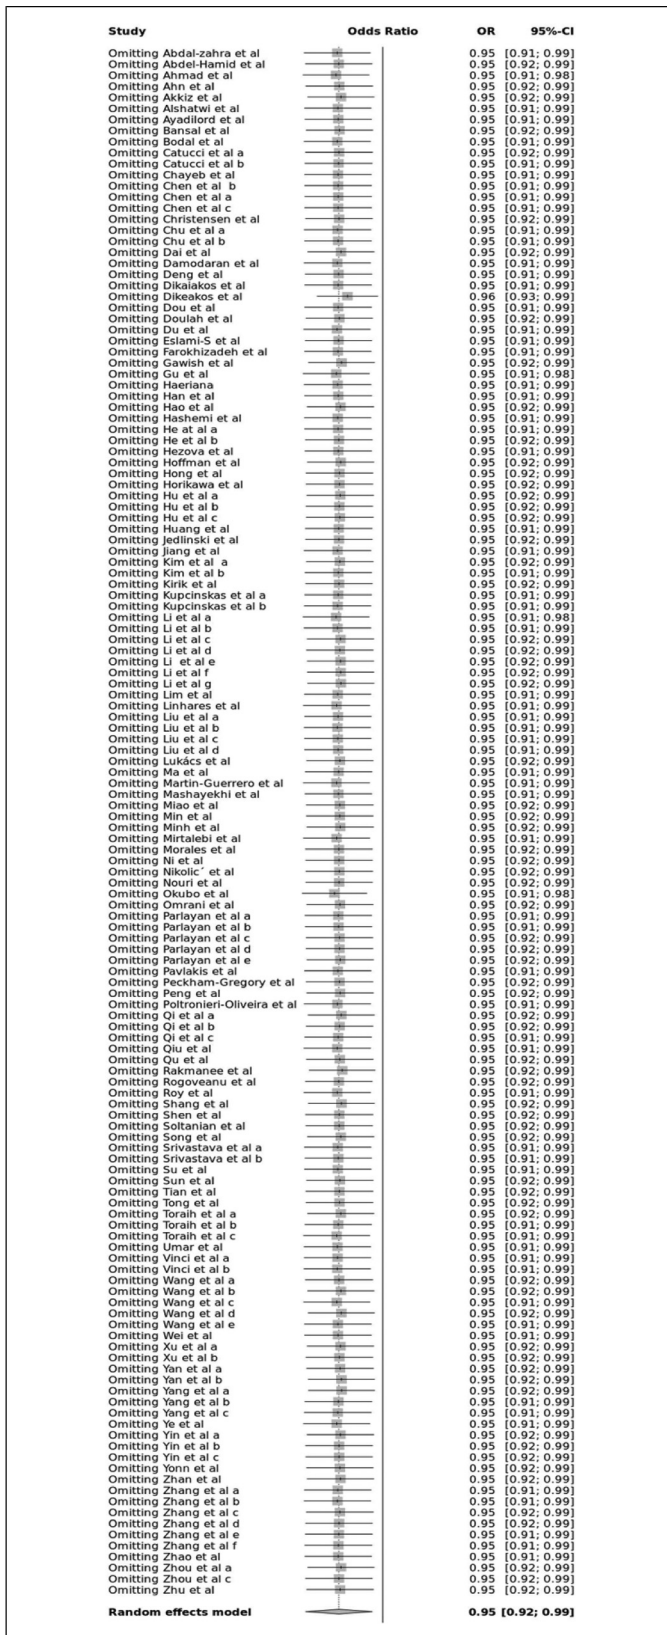 Study Odds Ratio OR 95%-CI
Omitting Abdal-zahra et al 0.95 [0.91; 0.99]
Omitting Abdel-Hamid et al 0.95 [0.92; 0.99]
Omitting Ahmad et al 0.95 [0.91; 0.98]
Omitting Ahn et al 0.95 [0.92; 0.99]
Omitting Akkiz et al 0.95 [0.92; 0.99]
Omitting Alshatwi et al 0.95 [0.91; 0.99]
Omitting Ayadilord et al 0.95 [0.91; 0.99]
Omitting Bansal et al 0.95 [0.92; 0.99]
Omitting Bodal et al 0.95 [0.91; 0.99]
Omitting Catucci et al a 0.95 [0.92; 0.99]
Omitting Catucci et al b 0.95 [0.92; 0.99]
Omitting Chayeb et al 0.95 [0.91; 0.99]
Omitting Chen et al b 0.95 [0.92; 0.99]
Omitting Chen et al a 0.95 [0.92; 0.99]
Omitting Chen et al c 0.95 [0.91; 0.99]
Omitting Christensen et al 0.95 [0.92; 0.99]
Omitting Chu et al a 0.95 [0.91; 0.99]
Omitting Chu et al b 0.95 [0.92; 0.99]
Omitting Dai et al 0.95 [0.92; 0.99]
Omitting Damodaran et al 0.95 [0.91; 0.99]
Omitting Deng et al 0.95 [0.91; 0.99]
Omitting Dikaiakos et al 0.95 [0.91; 0.99]
Omitting Dikeakos et al 0.96 [0.93; 0.99]
Omitting Dou et al 0.95 [0.91; 0.99]
Omitting Doulah et al 0.95 [0.92; 0.99]
Omitting Du et al 0.95 [0.91; 0.99]
Omitting Eslami-S et al 0.95 [0.91; 0.99]
Omitting Farokhizadeh et al 0.95 [0.91; 0.99]
Omitting Gawish et al 0.95 [0.92; 0.99]
Omitting Gu et al 0.95 [0.91; 0.98]
Omitting Haeriana 0.95 [0.91; 0.99]
Omitting Han et al 0.95 [0.91; 0.99]
Omitting Hao et al 0.95 [0.92; 0.99]
Omitting Hashemi et al 0.95 [0.91; 0.99]
Omitting He at al a 0.95 [0.91; 0.99]
Omitting He et al b 0.95 [0.92; 0.99]
Omitting Hezova et al 0.95 [0.91; 0.99]
Omitting Hoffman et al 0.95 [0.92; 0.99]
Omitting Hong et al 0.95 [0.92; 0.99]
Omitting Horikawa et al 0.95 [0.92; 0.99]
Omitting Hu et al a 0.95 [0.92; 0.99]
Omitting Hu et al b 0.95 [0.92; 0.99]
Omitting Hu et al c 0.95 [0.92; 0.99]
Omitting Huang et al 0.95 [0.91; 0.99]
Omitting Jedlinski et al 0.95 [0.92; 0.99]
Omitting Jiang et al 0.95 [0.91; 0.99]
Omitting Kim et al a 0.95 [0.92; 0.99]
Omitting Kim et al b 0.95 [0.91; 0.99]
Omitting Kirik et al 0.95 [0.92; 0.99]
Omitting Kupcinskas et al a 0.95 [0.91; 0.99]
Omitting Kupcinskas et al b 0.95 [0.91; 0.99]
Omitting Li et al a 0.95 [0.91; 0.98]
Omitting Li et al b 0.95 [0.91; 0.99]
Omitting Li et al c 0.95 [0.92; 0.99]
Omitting Li et al d 0.95 [0.92; 0.99]
Omitting Li et al e 0.95 [0.92; 0.99]
Omitting Li et al f 0.95 [0.92; 0.99]
Omitting Li et al g 0.95 [0.92; 0.99]
Omitting Lim et al 0.95 [0.91; 0.99]
Omitting Linhares et al 0.95 [0.91; 0.99]
Omitting Liu et al a 0.95 [0.91; 0.99]
Omitting Liu et al b 0.95 [0.91; 0.99]
Omitting Liu et al c 0.95 [0.91; 0.99]
Omitting Liu et al d 0.95 [0.91; 0.99]
Omitting Lukács et al 0.95 [0.92; 0.99]
Omitting Ma et al 0.95 [0.91; 0.99]
Omitting Martin-Guerrero et al 0.95 [0.91; 0.99]
Omitting Mashayekhi et al 0.95 [0.91; 0.99]
Omitting Miao et al 0.95 [0.92; 0.99]
Omitting Min et al 0.95 [0.92; 0.99]
Omitting Minh et al 0.95 [0.92; 0.99]
Omitting Mirtalebi et al 0.95 [0.91; 0.99]
Omitting Morales et al 0.95 [0.92; 0.99]
Omitting Ni et al 0.95 [0.92; 0.99]
Omitting Nikolic´ et al 0.95 [0.92; 0.99]
Omitting Nouri et al 0.95 [0.92; 0.99]
Omitting Okubo et al 0.95 [0.91; 0.98]
Omitting Omrani et al 0.95 [0.92; 0.99]
Omitting Parlayan et al a 0.95 [0.91; 0.99]
Omitting Parlayan et al b 0.95 [0.91; 0.99]
Omitting Parlayan et al c 0.95 [0.92; 0.99]
Omitting Parlayan et al d 0.95 [0.92; 0.99]
Omitting Parlayan et al e 0.95 [0.92; 0.99]
Omitting Pavlakis et al 0.95 [0.91; 0.99]
Omitting Peckham-Gregory et al 0.95 [0.92; 0.99]
Omitting Peng et al 0.95 [0.92; 0.99]
Omitting Poltronieri-Oliveira et al 0.95 [0.91; 0.99]
Omitting Qi et al a 0.95 [0.92; 0.99]
Omitting Qi et al b 0.95 [0.92; 0.99]
Omitting Qi et al c 0.95 [0.91; 0.99]
Omitting Qiu et al 0.95 [0.91; 0.99]
Omitting Qu et al 0.95 [0.92; 0.99]
Omitting Rakmanee et al 0.95 [0.92; 0.99]
Omitting Rogoveanu et al 0.95 [0.92; 0.99]
Omitting Roy et al 0.95 [0.91; 0.99]
Omitting Shang et al 0.95 [0.92; 0.99]
Omitting Shen et al 0.95 [0.92; 0.99]
Omitting Soltanian et al 0.95 [0.92; 0.99]
Omitting Song et al 0.95 [0.92; 0.99]
Omitting Srivastava et al a 0.95 [0.91; 0.99]
Omitting Srivastava et al b 0.95 [0.91; 0.99]
Omitting Su et al 0.95 [0.91; 0.99]
Omitting Sun et al 0.95 [0.92; 0.99]
Omitting Tian et al 0.95 [0.92; 0.99]
Omitting Tong et al 0.95 [0.92; 0.99]
Omitting Toraih et al a 0.95 [0.92; 0.99]
Omitting Toraih et al b 0.95 [0.91; 0.99]
Omitting Toraih et al c 0.95 [0.91; 0.99]
Omitting Umar et al 0.95 [0.91; 0.99]
Omitting Vinci et al a 0.95 [0.91; 0.99]
Omitting Vinci et al b 0.95 [0.91; 0.99]
Omitting Wang et al a 0.95 [0.92; 0.99]
Omitting Wang et al b 0.95 [0.92; 0.99]
Omitting Wang et al c 0.95 [0.91; 0.99]
Omitting Wang et al d 0.95 [0.92; 0.99]
Omitting Wang et al e 0.95 [0.91; 0.99]
Omitting Wei et al 0.95 [0.91; 0.99]
Omitting Xu et al a 0.95 [0.92; 0.99]
Omitting Xu et al b 0.95 [0.92; 0.99]
Omitting Yan et al a 0.95 [0.92; 0.99]
Omitting Yan et al b 0.95 [0.92; 0.99]
Omitting Yang et al a 0.95 [0.92; 0.99]
Omitting Yang et al b 0.95 [0.91; 0.99]
Omitting Yang et al c 0.95 [0.91; 0.99]
Omitting Ye et al 0.95 [0.91; 0.99]
Omitting Yin et al a 0.95 [0.92; 0.99]
Omitting Yin et al b 0.95 [0.92; 0.99]
Omitting Yin et al c 0.95 [0.92; 0.99]
Omitting Yonn et al 0.95 [0.92; 0.99]
Omitting Zhan et al 0.95 [0.92; 0.99]
Omitting Zhang et al a 0.95 [0.91; 0.99]
Omitting Zhang et al b 0.95 [0.91; 0.99]
Omitting Zhang et al c 0.95 [0.92; 0.99]
Omitting Zhang et al d 0.95 [0.92; 0.99]
Omitting Zhang et al e 0.95 [0.91; 0.99]
Omitting Zhang et al f 0.95 [0.92; 0.99]
Omitting Zhao et al 0.95 [0.91; 0.99]
Omitting Zhou et al a 0.95 [0.92; 0.99]
Omitting Zhou et al c 0.95 [0.92; 0.99]
Omitting Zhu et al 0.95 [0.92; 0.99]
Random effects model 0.95 [0.92; 0.99]